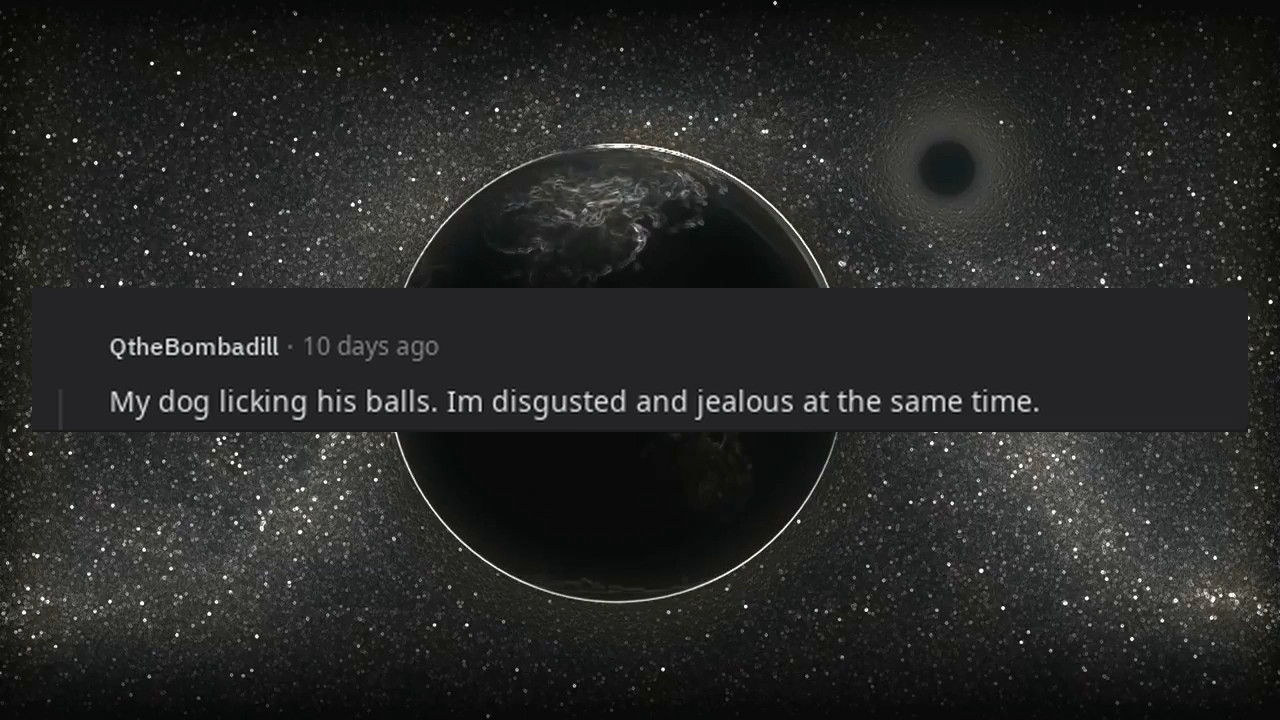 QtheBombadill · 10 days ago
My dog licking his balls. Im disgusted and jealous at the same time.